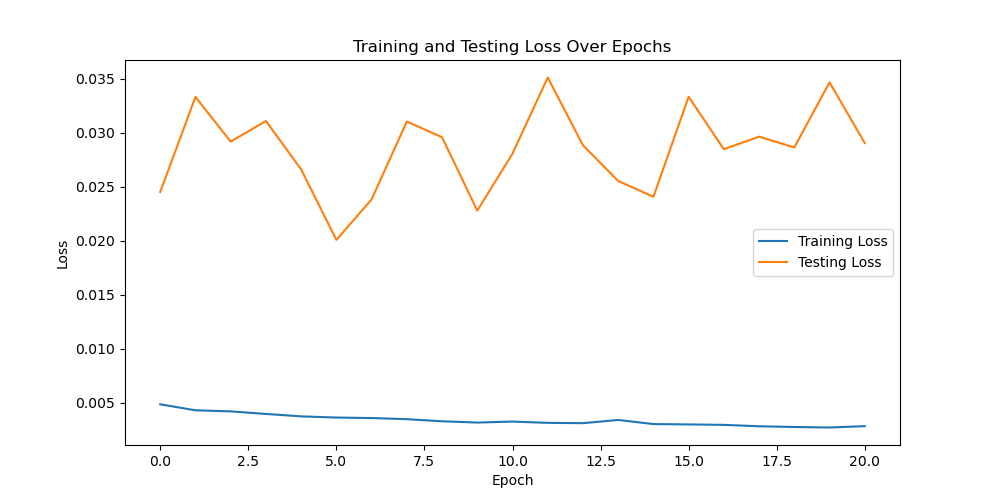 Training and Testing Loss Over Epochs
0.035
0.030
0.025
0.020
0.015
0.010
0.005
Loss
Training Loss
Testing Loss
0.0 2.5 5.0 7.5 10.0 12.5 15.0 17.5 20.0
Epoch